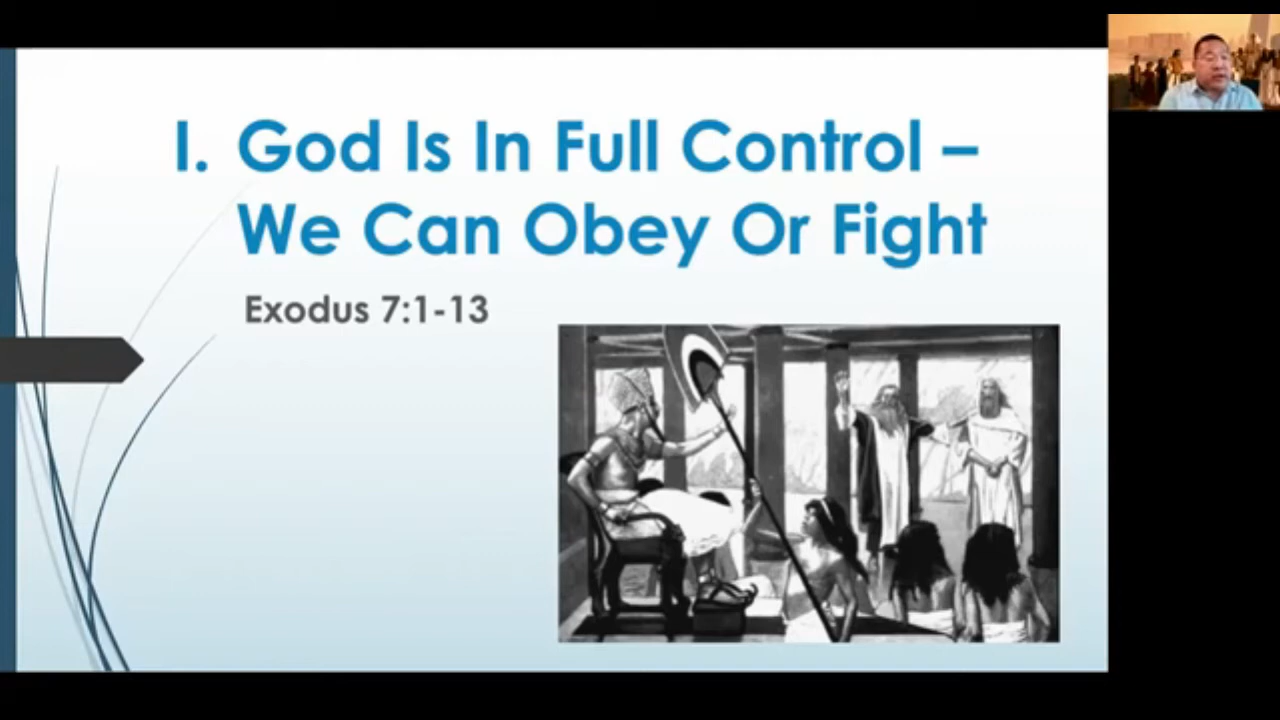 I. God Is In Full Control –
We Can Obey Or Fight
Exodus 7:1-13